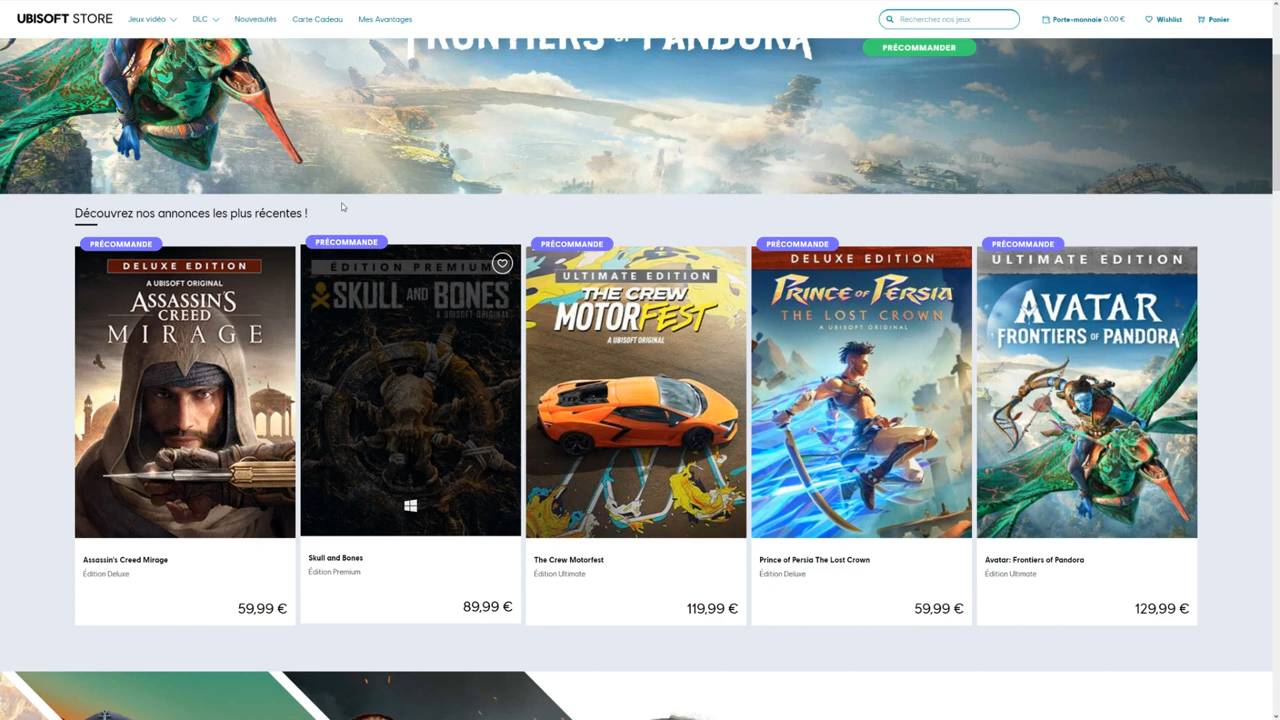 UBISOFT STORE
Jeux vidéo
DLC
Nouveautés
Carte Cadeau
Mes Avantages
Recherchez nos jeux
Porte-monnaie 0,00 €
Wishlist
Panier
FRONTIERS OF PANDORA
PRÉCOMMANDER
Découvrez nos annonces les plus récentes !
PRÉCOMMANDE
DELUXE EDITION
A UBISOFT ORIGINAL
ASSASSIN'S
CREED
MIRAGE
Assassin's Creed Mirage
Édition Deluxe
59,99 €
PRÉCOMMANDE
ÉDITION PREMIUM
SKULL AND BONES
A UBISOFT ORIGINAL
Skull and Bones
Édition Premium
89,99 €
PRÉCOMMANDE
ULTIMATE EDITION
THE CREW
MOTORFEST
A UBISOFT ORIGINAL
The Crew Motorfest
Édition Ultimate
119,99 €
PRÉCOMMANDE
DELUXE EDITION
PRINCE OF PERSIA
THE LOST CROWN
A UBISOFT ORIGINAL
Prince of Persia The Lost Crown
Édition Deluxe
59,99 €
PRÉCOMMANDE
ULTIMATE EDITION
AVATAR
FRONTIERS OF PANDORA
Avatar: Frontiers of Pandora
Édition Ultimate
129,99 €